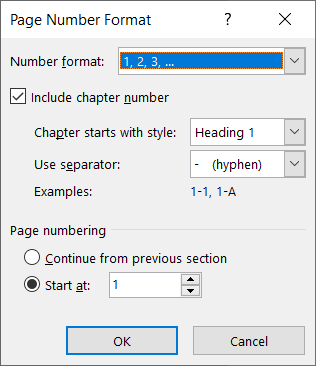 Page Number Format ? ×
Number format: 1, 2, 3, ...
Include chapter number
Chapter starts with style: Heading 1
Use separator: - (hyphen)
Examples: 1-1, 1-A
Page numbering
Continue from previous section
Start at: 1
OK Cancel